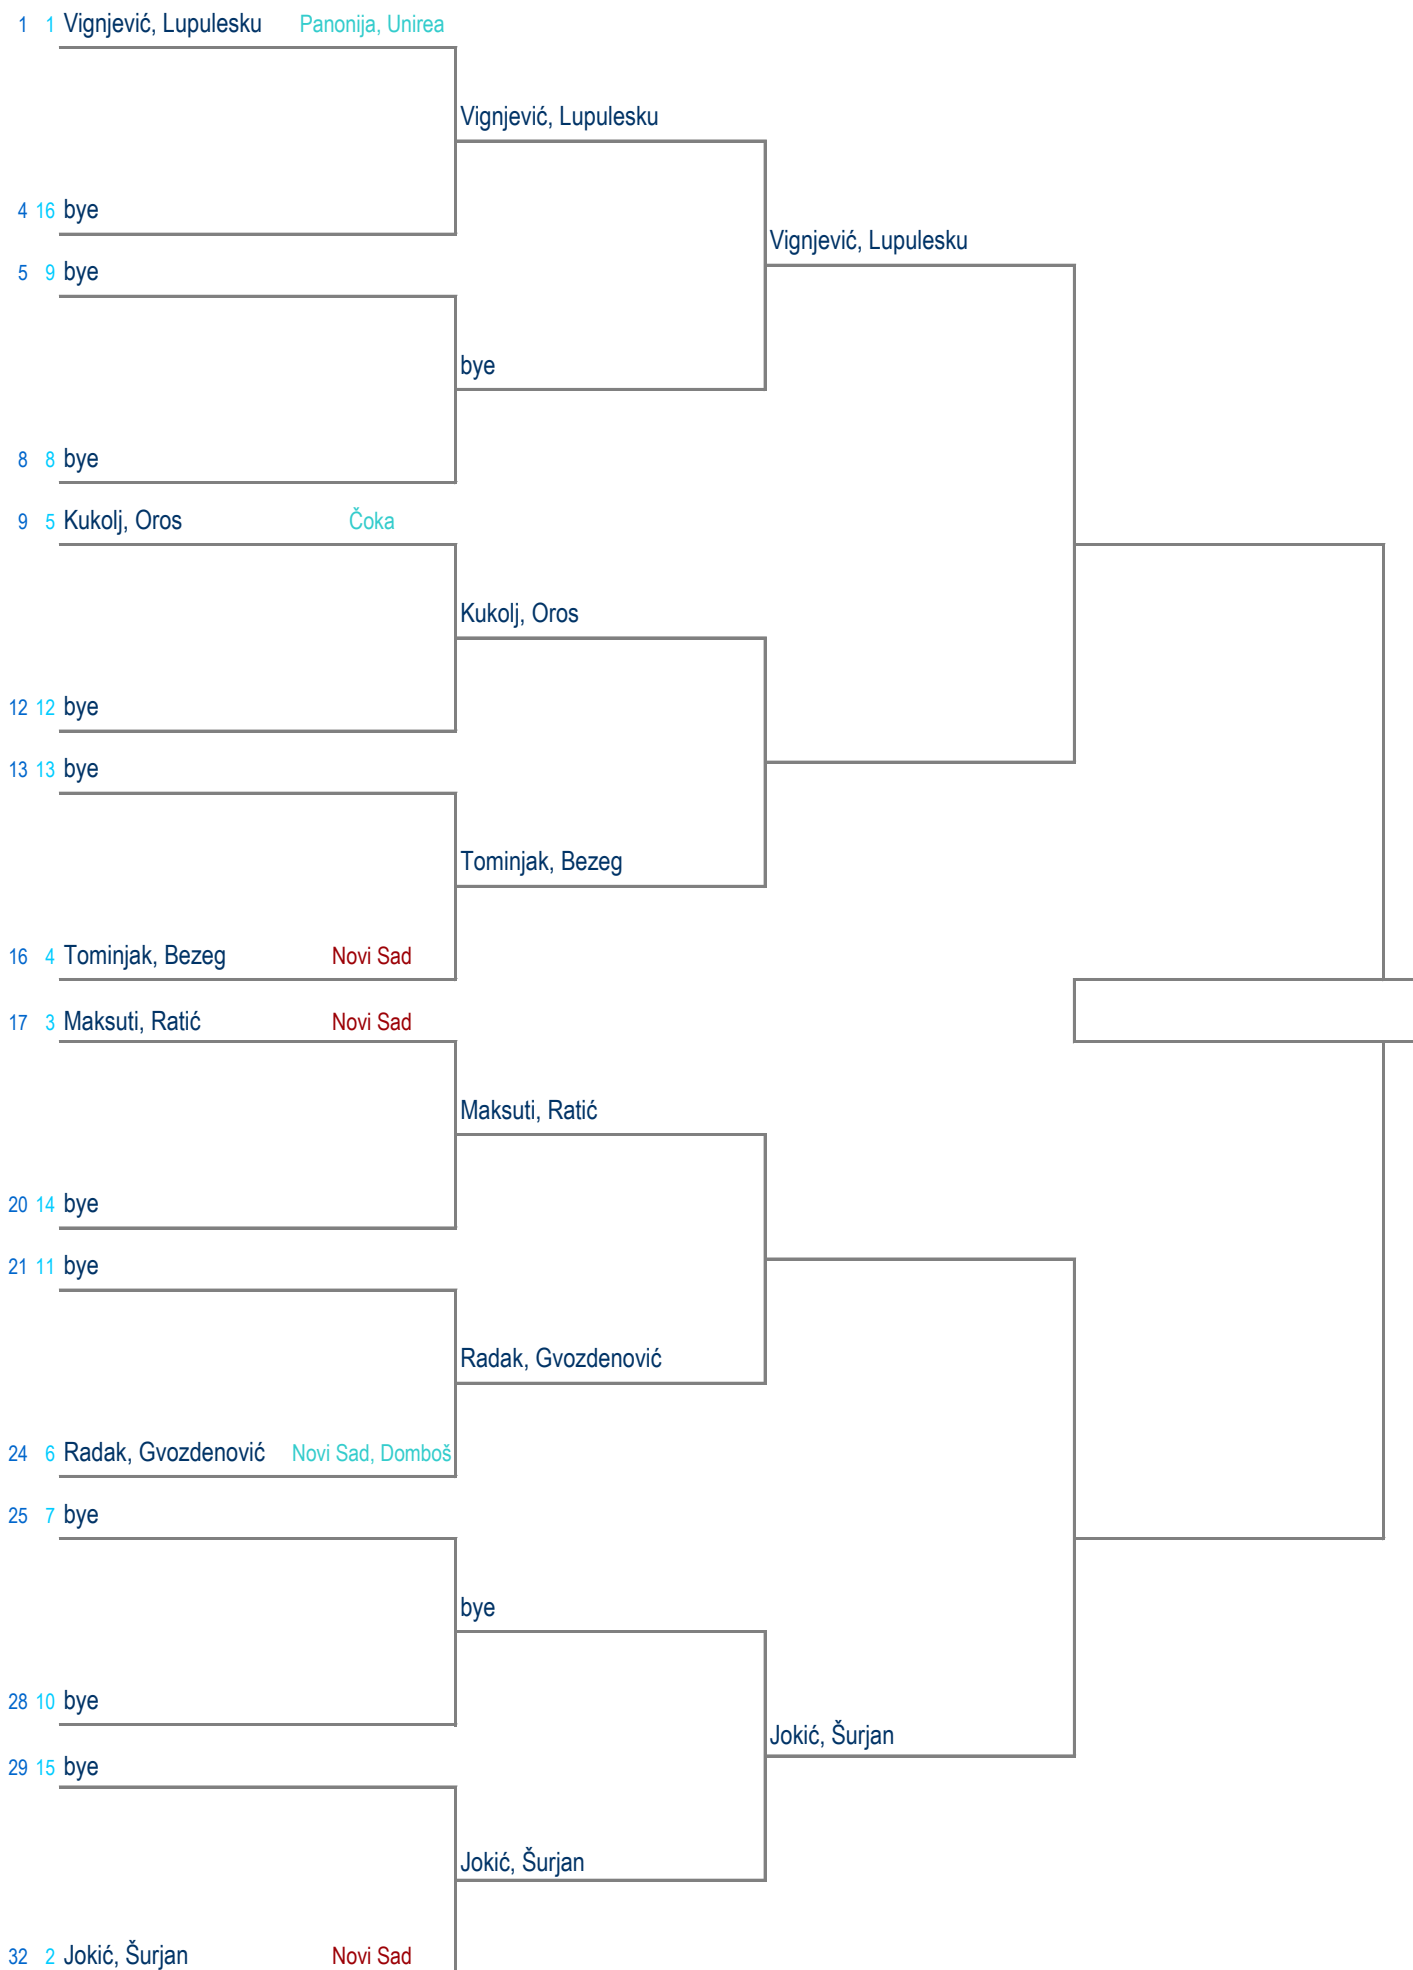 1 1 Vignjević, Lupulesku Panonija, Unirea
Vignjević, Lupulesku
4 16 bye
Vignjević, Lupulesku
5 9 bye
bye
8 8 bye
9 5 Kukolj, Oros Čoka
Kukolj, Oros
12 12 bye
13 13 bye
Tominjak, Bezeg
16 4 Tominjak, Bezeg Novi Sad
17 3 Maksuti, Ratić Novi Sad
Maksuti, Ratić
20 14 bye
21 11 bye
Radak, Gvozdenović
24 6 Radak, Gvozdenović Novi Sad, Domboš
25 7 bye
bye
28 10 bye
Jokić, Šurjan
29 15 bye
Jokić, Šurjan
32 2 Jokić, Šurjan Novi Sad